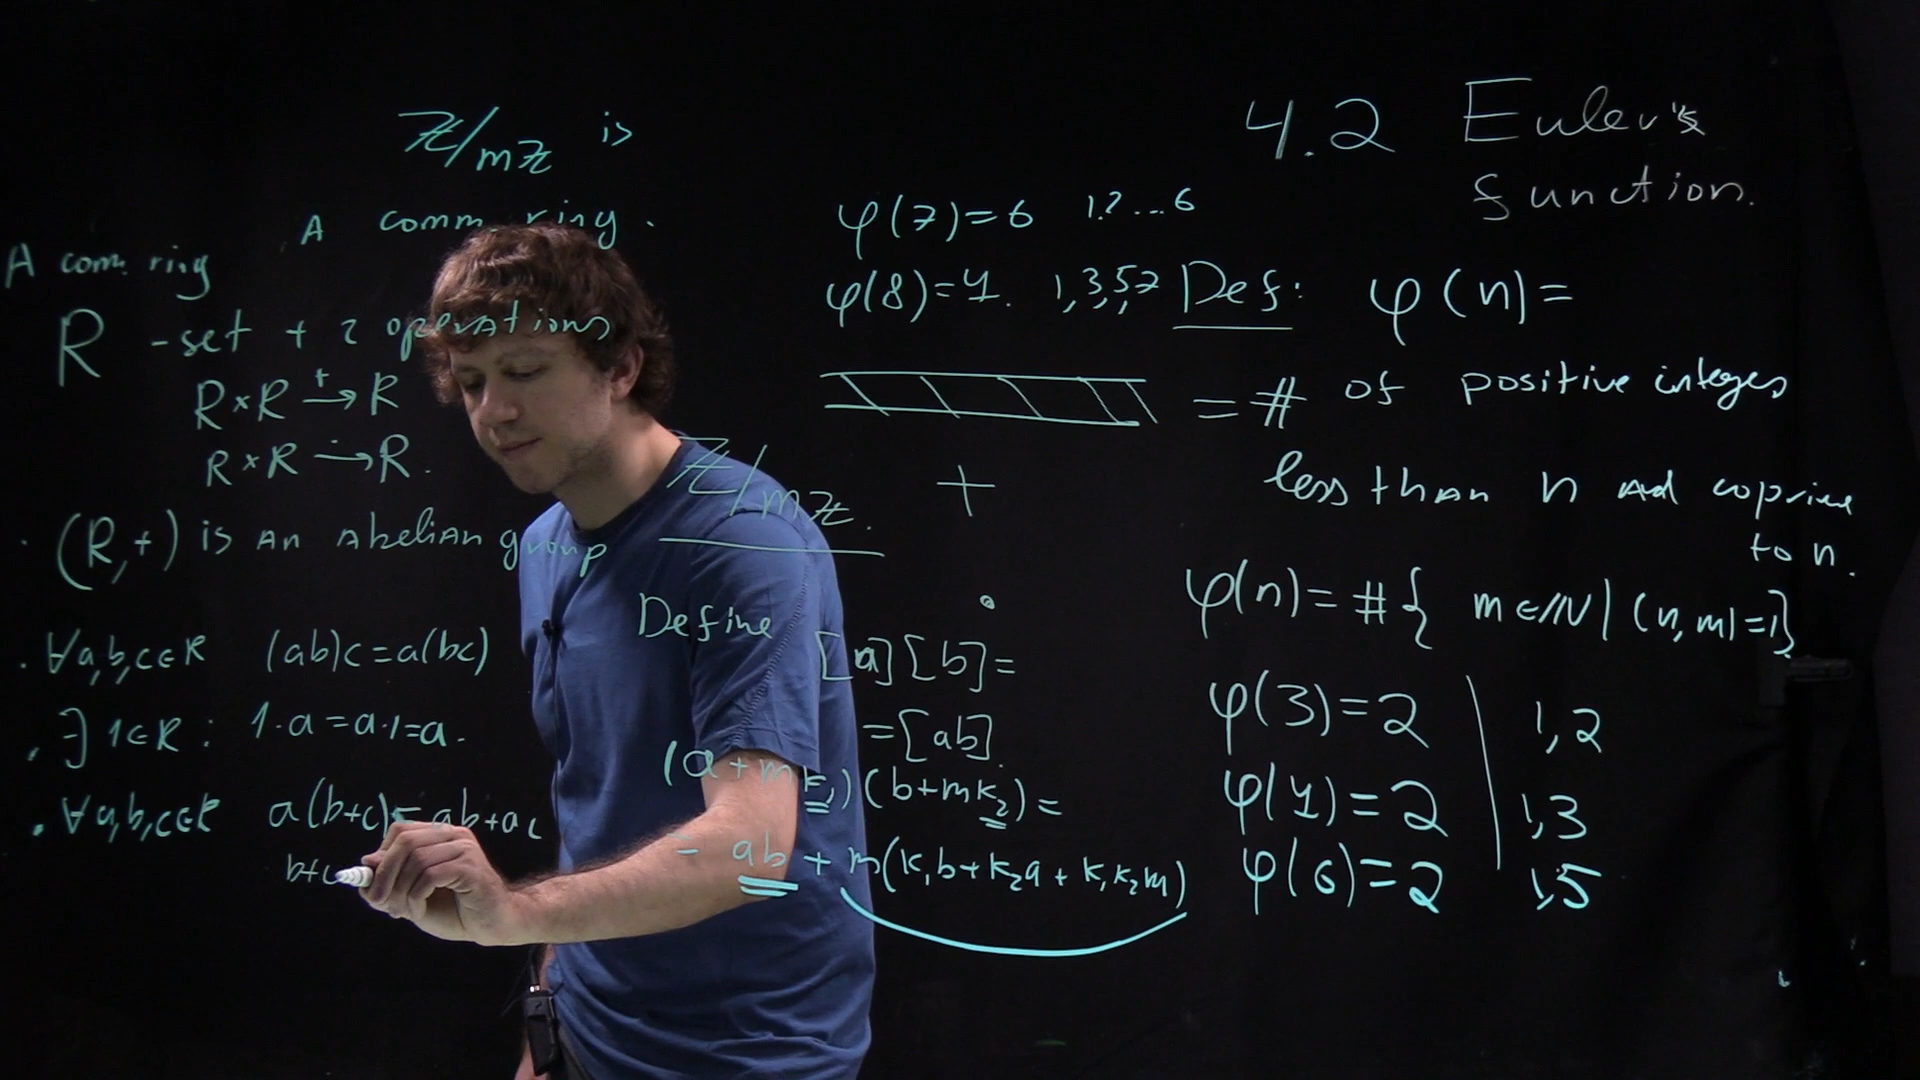 ℤ/mℤ is
A comm ring.
A com. ring
R - set + 2 operations
R×R →⁺ R
R×R →^· R.
· (R,+) is an abelian group
· ∀a,b,c∈R (ab)c=a(bc)
· ∃ 1∈R : 1·a=a·1=a.
· ∀a,b,c∈R a(b+c)=ab+ac
φ(7)=6 1,2...6
φ(8)=4. 1,3,5,7
ℤ/mℤ. +
·
Define [a][b]=
=[ab].
(a+mk₁)(b+mk₂)=
= ab + m(k₁b+k₂a+k₁k₂m)
4.2 Euler's
function.
Def: φ(n)=
= # of positive integers
less than n and coprime
to n.
φ(n)=#{ m∈ℕ | (n,m)=1}
φ(3)=2 | 1,2
φ(4)=2 | 1,3
φ(6)=2 | 1,5